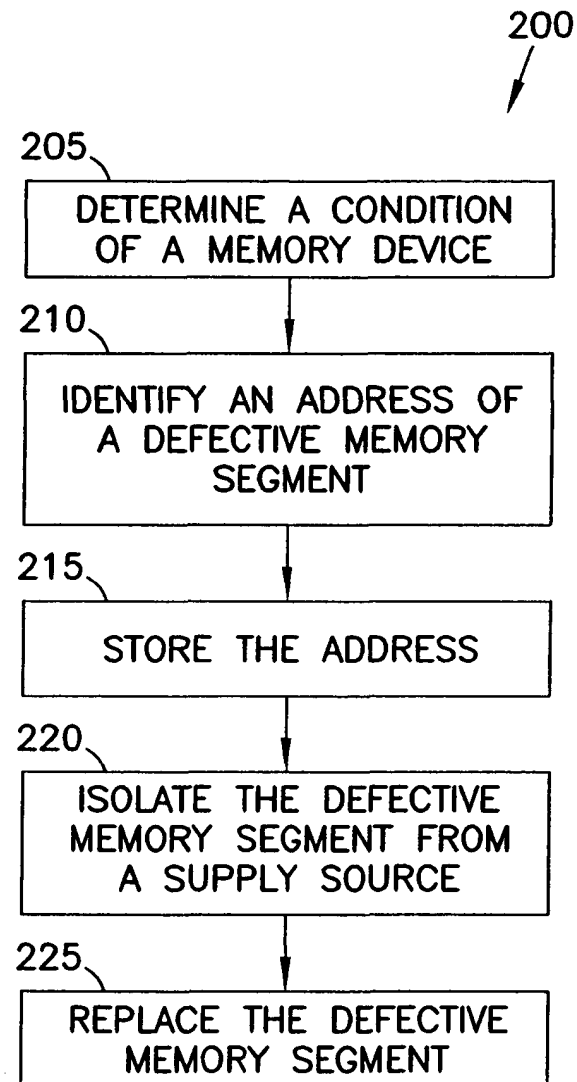 200
205
DETERMINE A CONDITION
OF A MEMORY DEVICE
210
IDENTIFY AN ADDRESS OF
A DEFECTIVE MEMORY
SEGMENT
215
STORE THE ADDRESS
220
ISOLATE THE DEFECTIVE
MEMORY SEGMENT FROM
A SUPPLY SOURCE
225
REPLACE THE DEFECTIVE
MEMORY SEGMENT